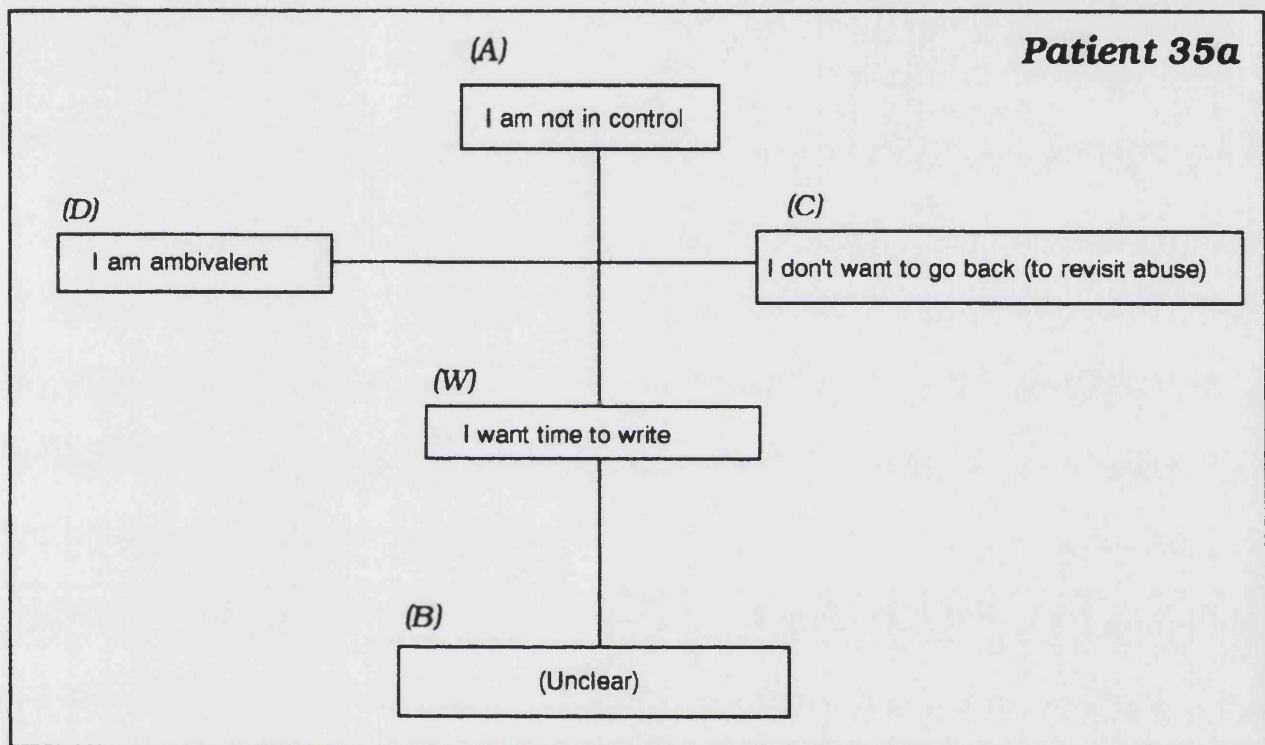 (A)
Patient 35a
I am not in control
(D)
(C)
I am ambivalent
I don't want to go back (to revisit abuse)
(W)
I want time to write
(B)
(Unclear)